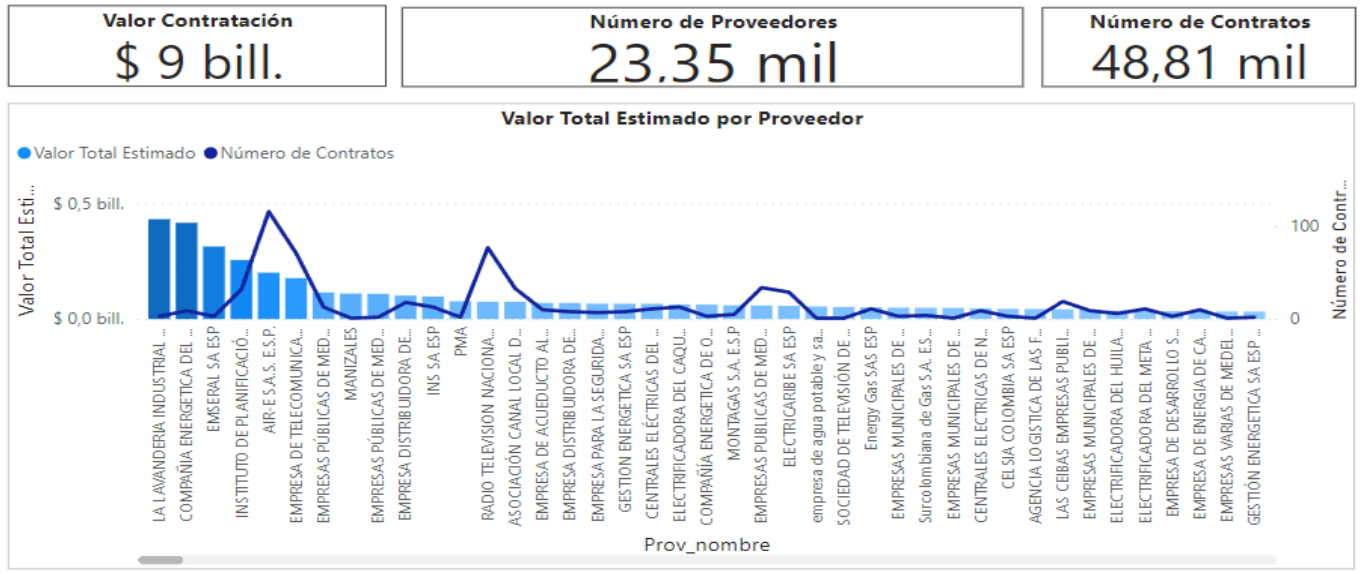 Valor Contratación
$ 9 bill.
Número de Proveedores
23,35 mil
Número de Contratos
48,81 mil
Valor Total Estimado por Proveedor
Valor Total Estimado
Número de Contratos
Valor Total Esti...
$ 0,5 bill.
$ 0,0 bill.
100
0
Número de Contr...
LA LAVANDERIA INDUSTRIAL ...
COMPAÑIA ENERGETICA DEL ...
EMSERAL SA ESP
INSTITUTO DE PLANIFICACIÓ...
AIR-E S.A.S. E.S.P.
EMPRESA DE TELECOMUNICA...
EMPRESAS PÚBLICAS DE MED...
MANIZALES
EMPRESAS PÚBLICAS DE MED...
EMPRESA DISTRIBUIDORA DE...
INS SA ESP
PMA
RADIO TELEVISION NACIONA...
ASOCIACIÓN CANAL LOCAL D...
EMPRESA DE ACUEDUCTO AL...
EMPRESA DISTRIBUIDORA DE...
EMPRESA PARA LA SEGURIDA...
GESTION ENERGETICA SA ESP
CENTRALES ELÉCTRICAS DEL ...
ELECTRIFICADORA DEL CAQU...
COMPAÑÍA ENERGETICA DE O...
MONTAGAS S.A. E.S.P
EMPRESAS PUBLICAS DE MED...
ELECTRICARIBE SA ESP
empresa de agua potable y sa...
SOCIEDAD DE TELEVISIÓN DE ...
Energy Gas SAS ESP
EMPRESAS MUNICIPALES DE ...
Surcolombiana de Gas S.A. E.S...
EMPRESAS MUNICIPALES DE ...
CENTRALES ELECTRICAS DE N...
CELSIA COLOMBIA SA ESP
AGENCIA LOGISTICA DE LAS F...
LAS CEIBAS EMPRESAS PUBLI...
EMPRESAS MUNICIPALES DE ...
ELECTRIFICADORA DEL HUILA...
ELECTRIFICADORA DEL META ...
EMPRESA DE DESARROLLO S...
EMPRESA DE ENERGIA DE CA...
EMPRESAS VARIAS DE MEDEL...
GESTIÓN ENERGETICA SA ESP ...
Prov_nombre